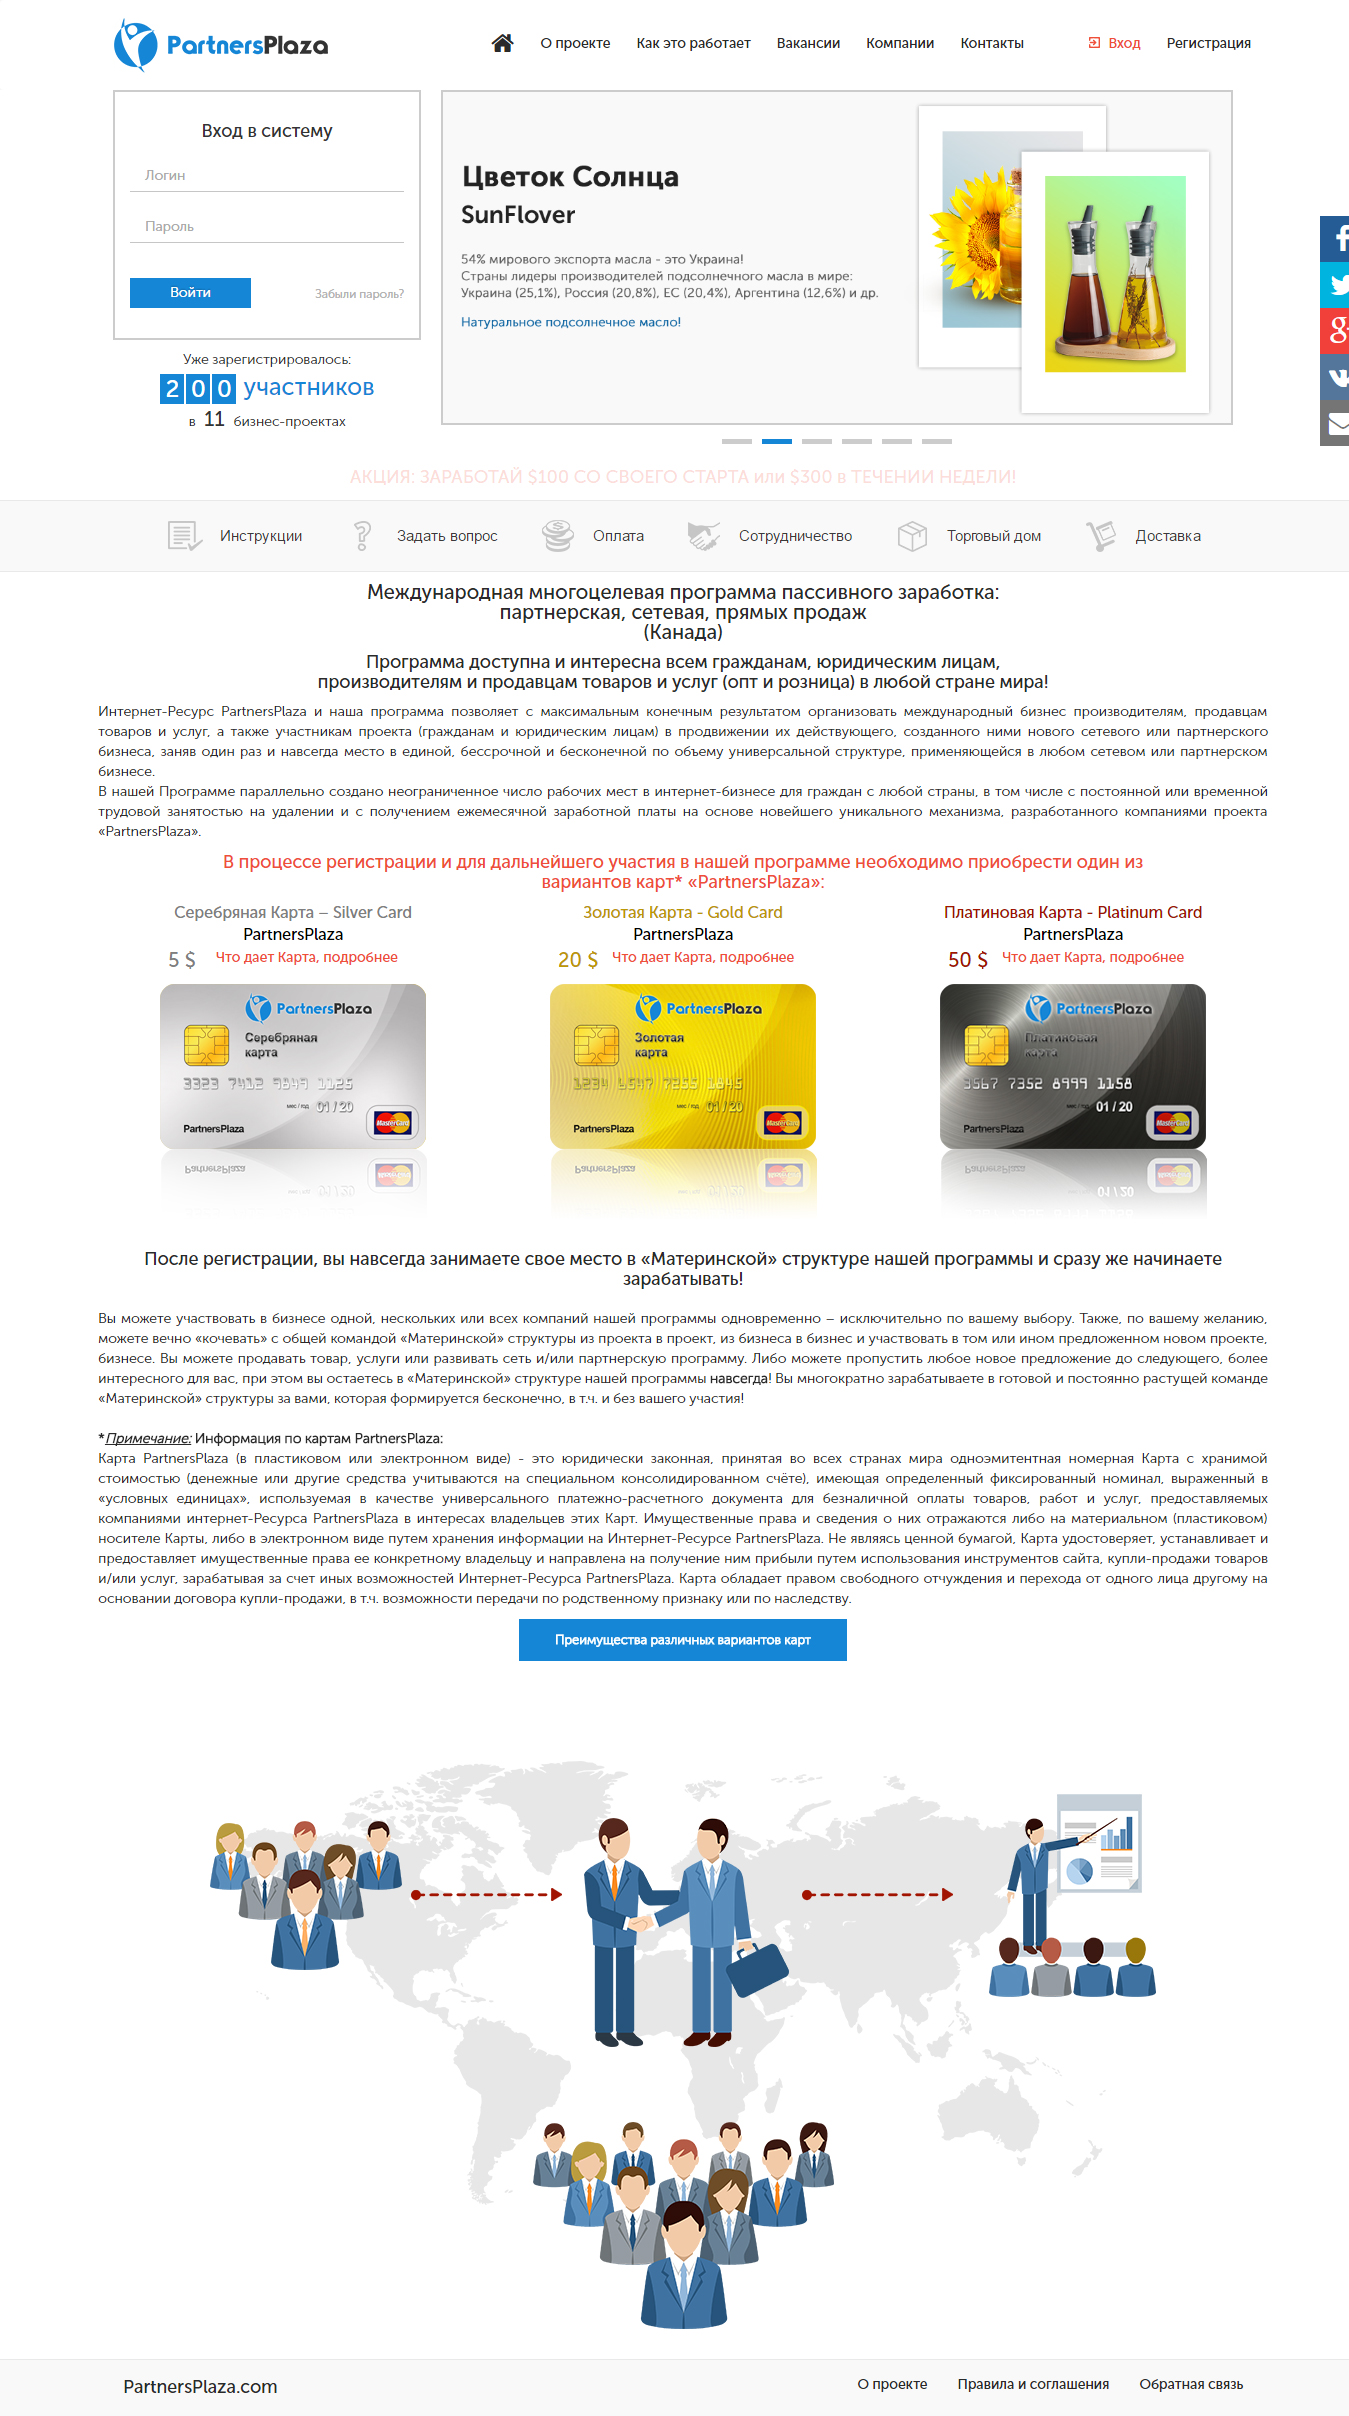 PartnersPlaza
О проекте
Как это работает
Вакансии
Компании
Контакты
Вход
Регистрация
Вход в систему
Логин
Пароль
Войти
Забыли пароль?
Уже зарегистрировалось:
200 участников
в 11 бизнес-проектах
Цветок Солнца
SunFlover
54% мирового экспорта масла - это Украина!
Страны лидеры производителей подсолнечного масла в мире:
Украина (25,1%), Россия (20,8%), ЕС (20,4%), Аргентина (12,6%) и др.
Натуральное подсолнечное масло!
АКЦИЯ: ЗАРАБОТАЙ $100 СО СВОЕГО СТАРТА или $300 в ТЕЧЕНИИ НЕДЕЛИ!
Инструкции
Задать вопрос
Оплата
Сотрудничество
Торговый дом
Доставка
Международная многоцелевая программа пассивного заработка:
партнерская, сетевая, прямых продаж
(Канада)
Программа доступна и интересна всем гражданам, юридическим лицам,
производителям и продавцам товаров и услуг (опт и розница) в любой стране мира!
Интернет-Ресурс PartnersPlaza и наша программа позволяет с максимальным конечным результатом организовать международный бизнес производителям, продавцам
товаров и услуг, а также участникам проекта (гражданам и юридическим лицам) в продвижении их действующего, созданного ними нового сетевого или партнерского
бизнеса, заняв один раз и навсегда место в единой, бессрочной и бесконечной по объему универсальной структуре, применяющейся в любом сетевом или партнерском
бизнесе.
В нашей Программе параллельно создано неограниченное число рабочих мест в интернет-бизнесе для граждан с любой страны, в том числе с постоянной или временной
трудовой занятостью на удалении и с получением ежемесячной заработной платы на основе новейшего уникального механизма, разработанного компаниями проекта
«PartnersPlaza».
В процессе регистрации и для дальнейшего участия в нашей программе необходимо приобрести один из
вариантов карт* «PartnersPlaza»:
Серебряная Карта – Silver Card
PartnersPlaza
5 $ Что дает Карта, подробнее
PartnersPlaza
Серебряная
карта
3323 7412 9849 1125
мес / год 01 / 20
PartnersPlaza
MasterCard
Золотая Карта - Gold Card
PartnersPlaza
20 $ Что дает Карта, подробнее
PartnersPlaza
Золотая
карта
мес / год 01 / 20
PartnersPlaza
MasterCard
Платиновая Карта - Platinum Card
PartnersPlaza
50 $ Что дает Карта, подробнее
PartnersPlaza
Платиновая
карта
3567 7352 8999 1158
мес / год 01 / 20
PartnersPlaza
MasterCard
После регистрации, вы навсегда занимаете свое место в «Материнской» структуре нашей программы и сразу же начинаете
зарабатывать!
Вы можете участвовать в бизнесе одной, нескольких или всех компаний нашей программы одновременно – исключительно по вашему выбору. Также, по вашему желанию,
можете вечно «кочевать» с общей командой «Материнской» структуры из проекта в проект, из бизнеса в бизнес и участвовать в том или ином предложенном новом проекте,
бизнесе. Вы можете продавать товар, услуги или развивать сеть и/или партнерскую программу. Либо можете пропустить любое новое предложение до следующего, более
интересного для вас, при этом вы остаетесь в «Материнской» структуре нашей программы навсегда! Вы многократно зарабатываете в готовой и постоянно растущей команде
«Материнской» структуры за вами, которая формируется бесконечно, в т.ч. и без вашего участия!
*Примечание: Информация по картам PartnersPlaza:
Карта PartnersPlaza (в пластиковом или электронном виде) - это юридически законная, принятая во всех странах мира одноэмитентная номерная Карта с хранимой
стоимостью (денежные или другие средства учитываются на специальном консолидированном счёте), имеющая определенный фиксированный номинал, выраженный в
«условных единицах», используемая в качестве универсального платежно-расчетного документа для безналичной оплаты товаров, работ и услуг, предоставляемых
компаниями интернет-Ресурса PartnersPlaza в интересах владельцев этих Карт. Имущественные права и сведения о них отражаются либо на материальном (пластиковом)
носителе Карты, либо в электронном виде путем хранения информации на Интернет-Ресурсе PartnersPlaza. Не являясь ценной бумагой, Карта удостоверяет, устанавливает и
предоставляет имущественные права ее конкретному владельцу и направлена на получение ним прибыли путем использования инструментов сайта, купли-продажи товаров
и/или услуг, зарабатывая за счет иных возможностей Интернет-Ресурса PartnersPlaza. Карта обладает правом свободного отчуждения и перехода от одного лица другому на
основании договора купли-продажи, в т.ч. возможности передачи по родственному признаку или по наследству.
Преимущества различных вариантов карт
PartnersPlaza.com
О проекте
Правила и соглашения
Обратная связь